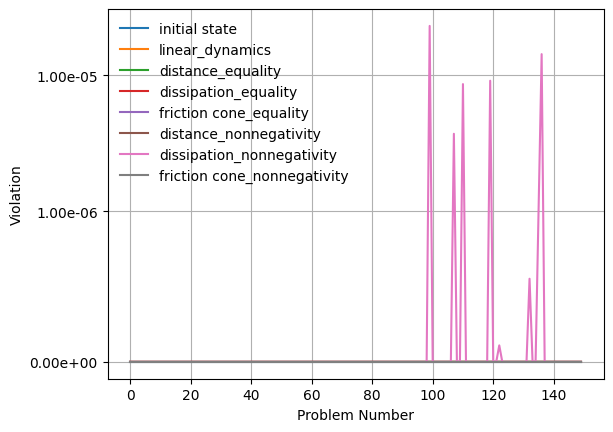 initial state
linear_dynamics
distance_equality
dissipation_equality
friction cone_equality
distance_nonnegativity
dissipation_nonnegativity
friction cone_nonnegativity
1.00e-05
1.00e-06
0.00e+00
Violation
0 20 40 60 80 100 120 140
Problem Number